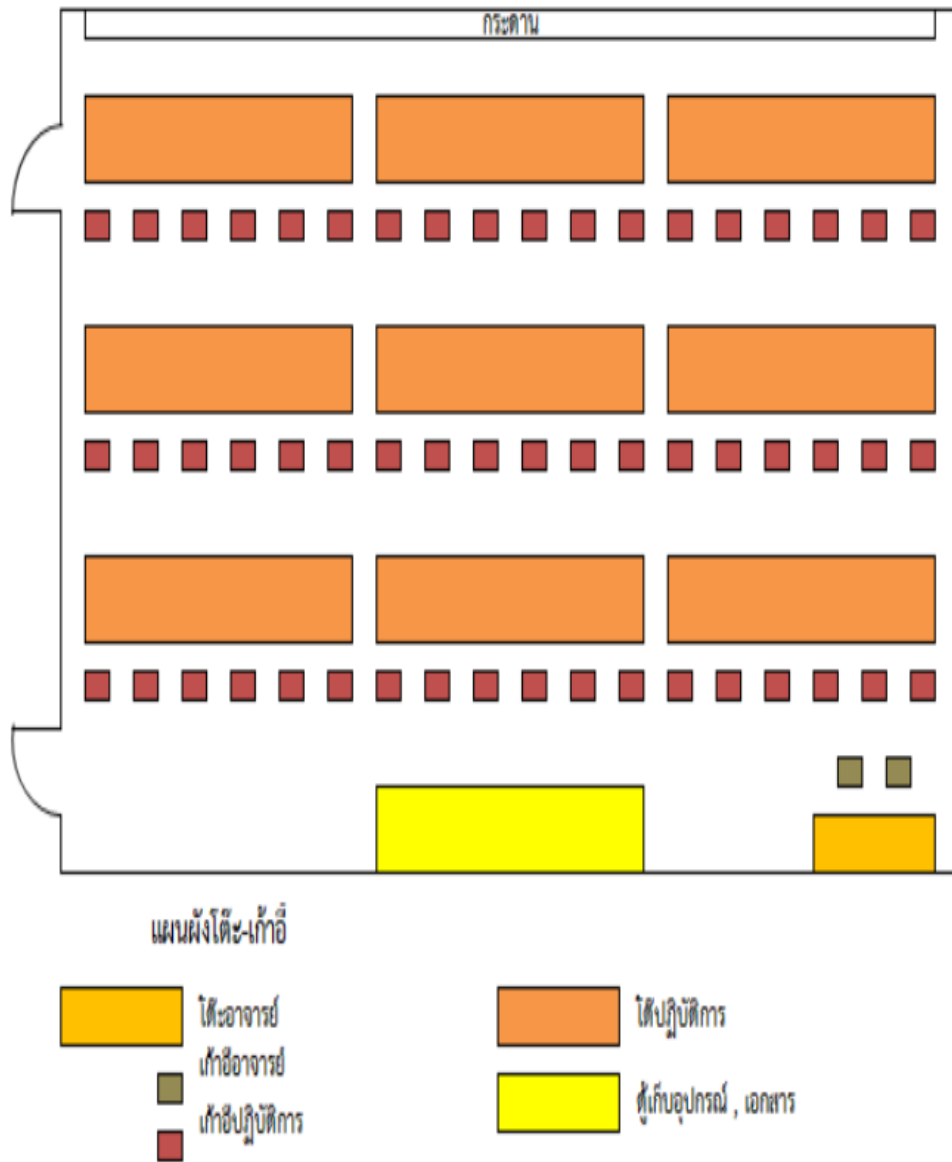 กระดาน
แผนผังโต๊ะ-เก้าอี้
โต๊ะอาจารย์
โต๊ปฏิบัติการ
เก้าอีอาจารย์
ตู้เก็บอุปกรณ์ , เอกสาร
เก้าอีปฏิบัติการ